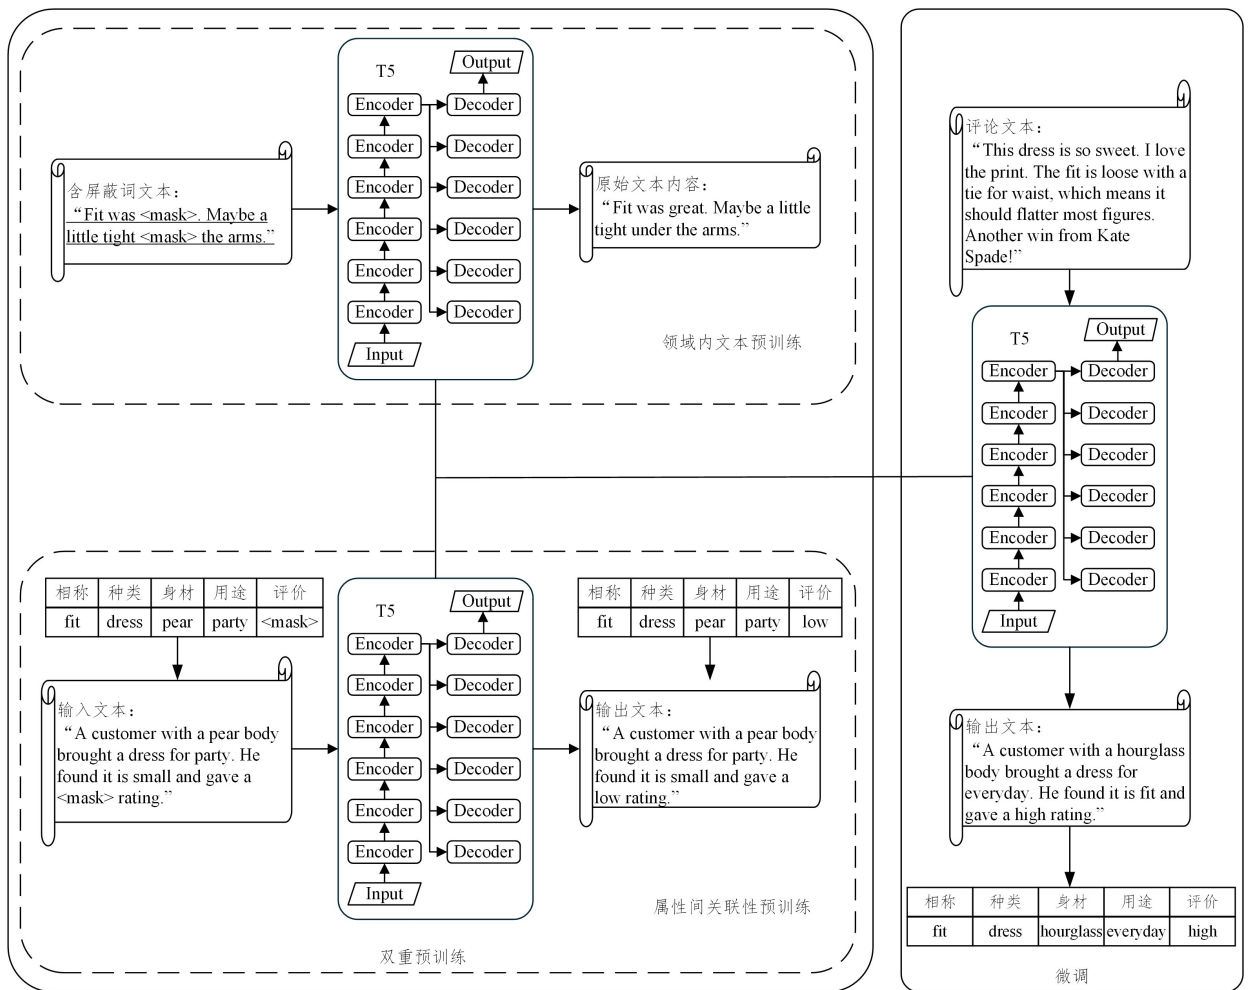 含屏蔽词文本：
“Fit was <mask>. Maybe a
little tight <mask> the arms.”
T5
Output
Encoder
Decoder
Encoder
Decoder
Encoder
Decoder
Encoder
Decoder
Encoder
Decoder
Encoder
Decoder
Input
原始文本内容：
“Fit was great. Maybe a little
tight under the arms.”
领域内文本预训练
相称 种类 身材 用途 评价
fit dress pear party <mask>
输入文本：
“A customer with a pear body
brought a dress for party. He
found it is small and gave a
<mask> rating.”
T5
Output
Encoder
Decoder
Encoder
Decoder
Encoder
Decoder
Encoder
Decoder
Encoder
Decoder
Encoder
Decoder
Input
相称 种类 身材 用途 评价
fit dress pear party low
输出文本：
“A customer with a pear body
brought a dress for party. He
found it is small and gave a
low rating.”
属性间关联性预训练
双重预训练
评论文本：
“This dress is so sweet. I love
the print. The fit is loose with a
tie for waist, which means it
should flatter most figures.
Another win from Kate
Spade!”
T5
Output
Encoder
Decoder
Encoder
Decoder
Encoder
Decoder
Encoder
Decoder
Encoder
Decoder
Encoder
Decoder
Input
输出文本：
“A customer with a hourglass
body brought a dress for
everyday. He found it is fit and
gave a high rating.”
相称 种类 身材 用途 评价
fit dress hourglass everyday high
微调